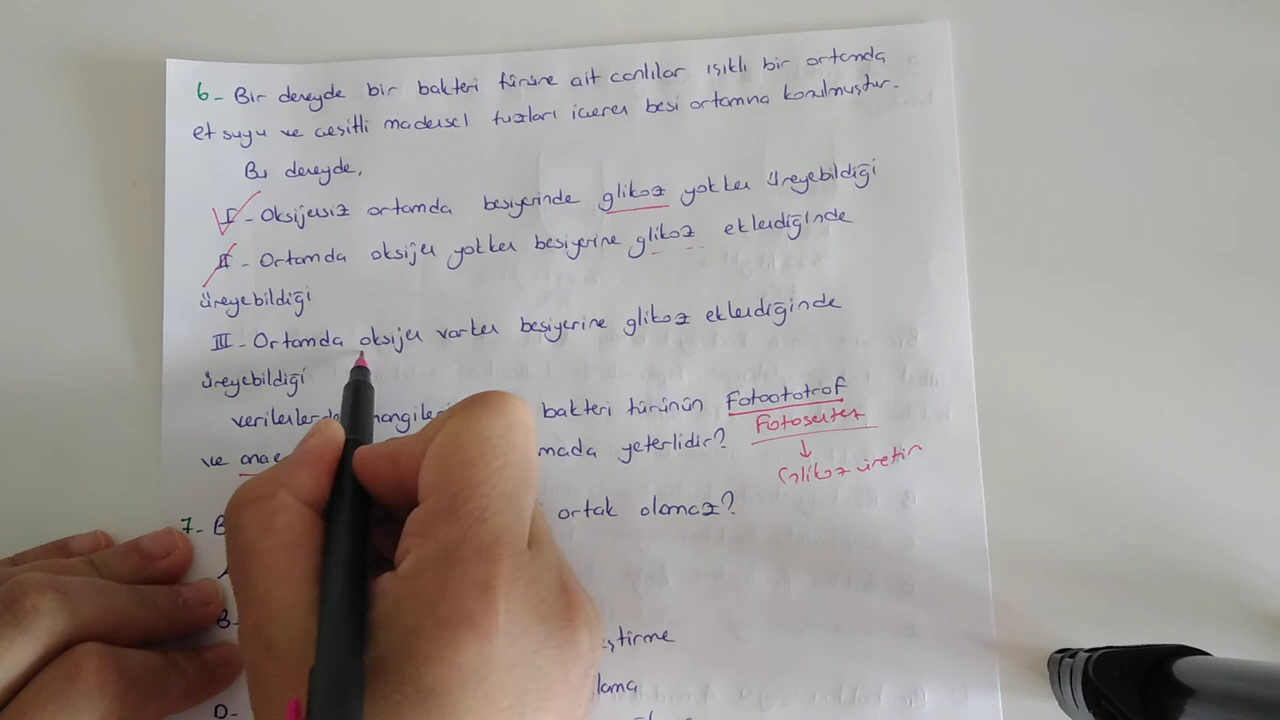 6- Bir deneyde bir bakteri türüne ait canlılar ışıklı bir ortamda
et suyu ve çeşitli madensel tuzları içeren besi ortamına konulmuştur.
Bu deneyde,
I- Oksijensiz ortamda besiyerinde glikoz yokken üreyebildiği
II- Ortamda oksijen yokken besiyerine glikoz eklendiğinde
üreyebildiği
III- Ortamda oksijen varken besiyerine glikoz eklendiğinde
üreyebildiği
verilenlerden bakteri türünün Fotoototrof
Fotosentez
ve yeterlidir?
↓
Glikoz üretir
7- ortak olamaz?
B-
D-